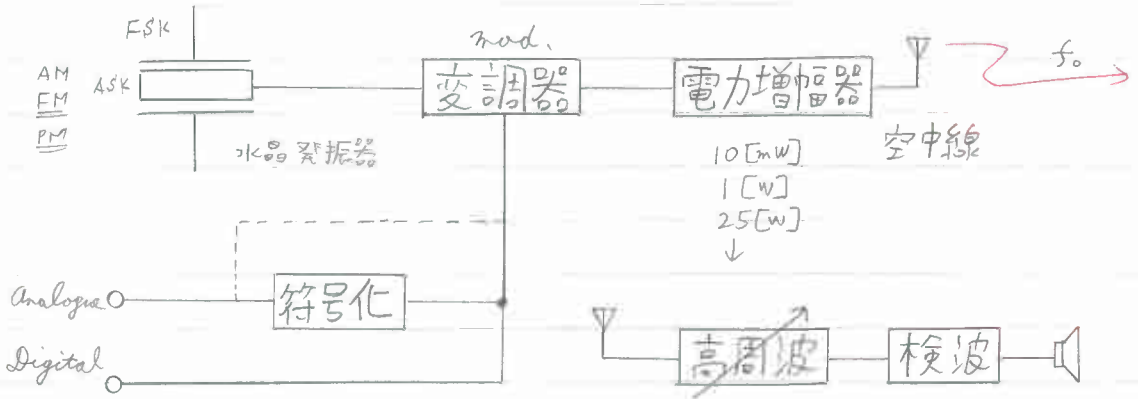 FSK
AM
ASK
FM
PM
水晶発振器
mod.
変調器
電力増幅器
f₀
空中線
10[mW]
1[W]
25[W]
Analogue
符号化
Digital
高周波
検波